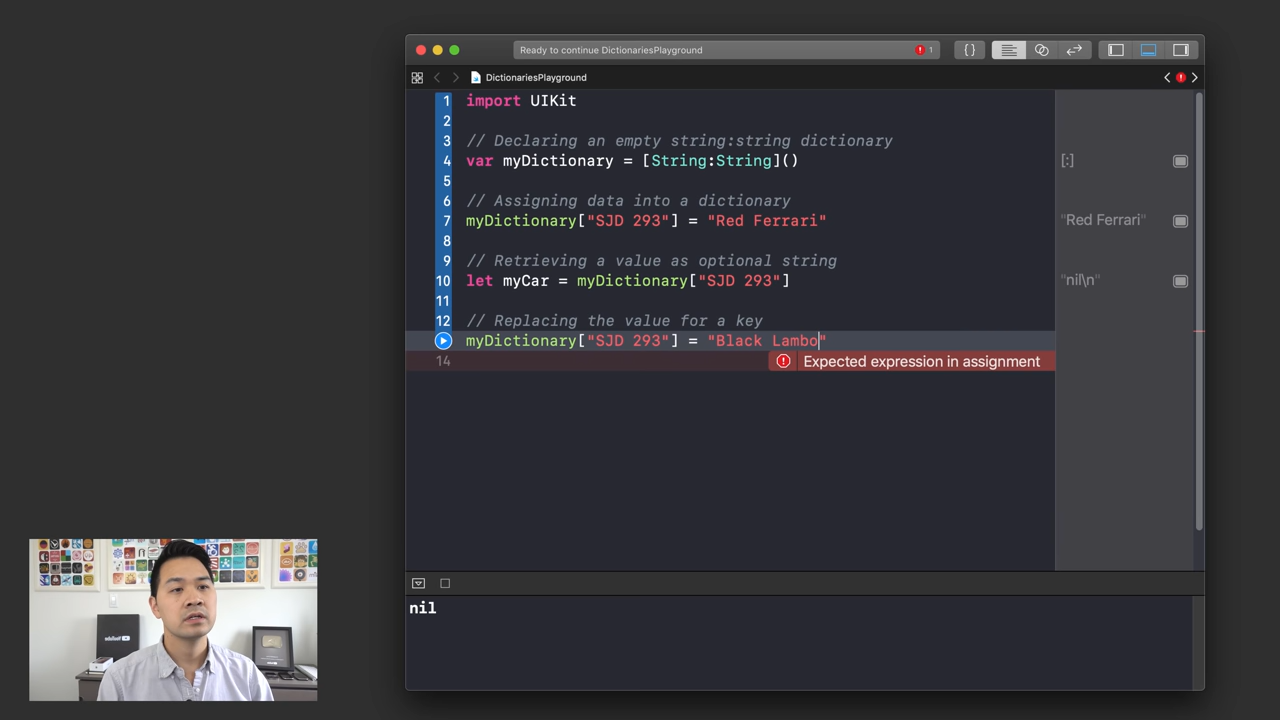 Ready to continue DictionariesPlayground
1
{}
DictionariesPlayground
1 import UIKit
2
3 // Declaring an empty string:string dictionary
4 var myDictionary = [String:String]()
[:]
5
6 // Assigning data into a dictionary
7 myDictionary["SJD 293"] = "Red Ferrari"
"Red Ferrari"
8
9 // Retrieving a value as optional string
10 let myCar = myDictionary["SJD 293"]
"nil\n"
11
12 // Replacing the value for a key
myDictionary["SJD 293"] = "Black Lambo"
14
Expected expression in assignment
nil